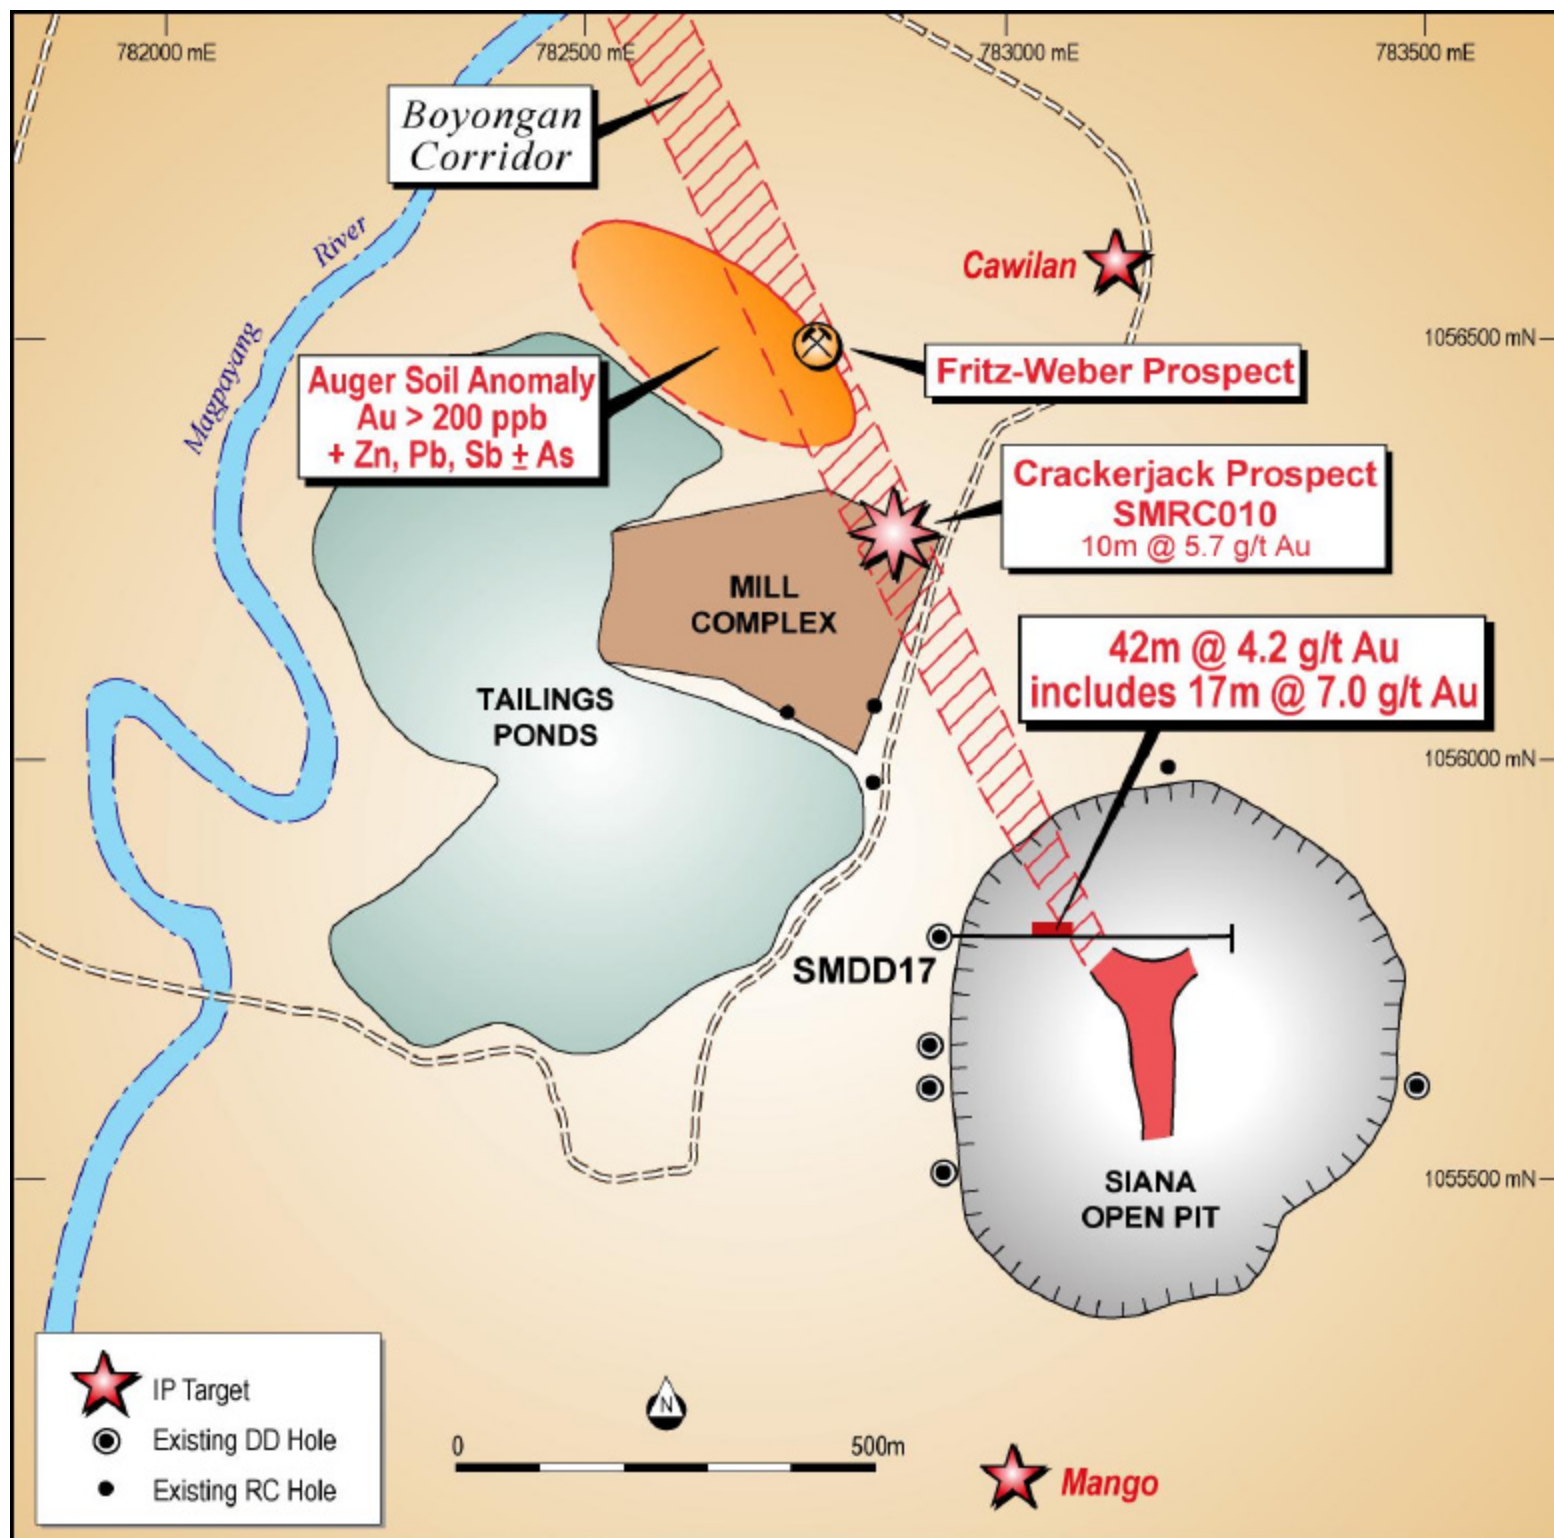 782000 mE
782500 mE
783000 mE
783500 mE
Boyongan
Corridor
River
Magpayang
Cawilan
1056500 mN
Auger Soil Anomaly
Au > 200 ppb
+ Zn, Pb, Sb ± As
Fritz-Weber Prospect
Crackerjack Prospect
SMRC010
10m @ 5.7 g/t Au
MILL
COMPLEX
42m @ 4.2 g/t Au
includes 17m @ 7.0 g/t Au
TAILINGS
PONDS
1056000 mN
SMDD17
1055500 mN
SIANA
OPEN PIT
IP Target
Existing DD Hole
Existing RC Hole
N
0
500m
Mango